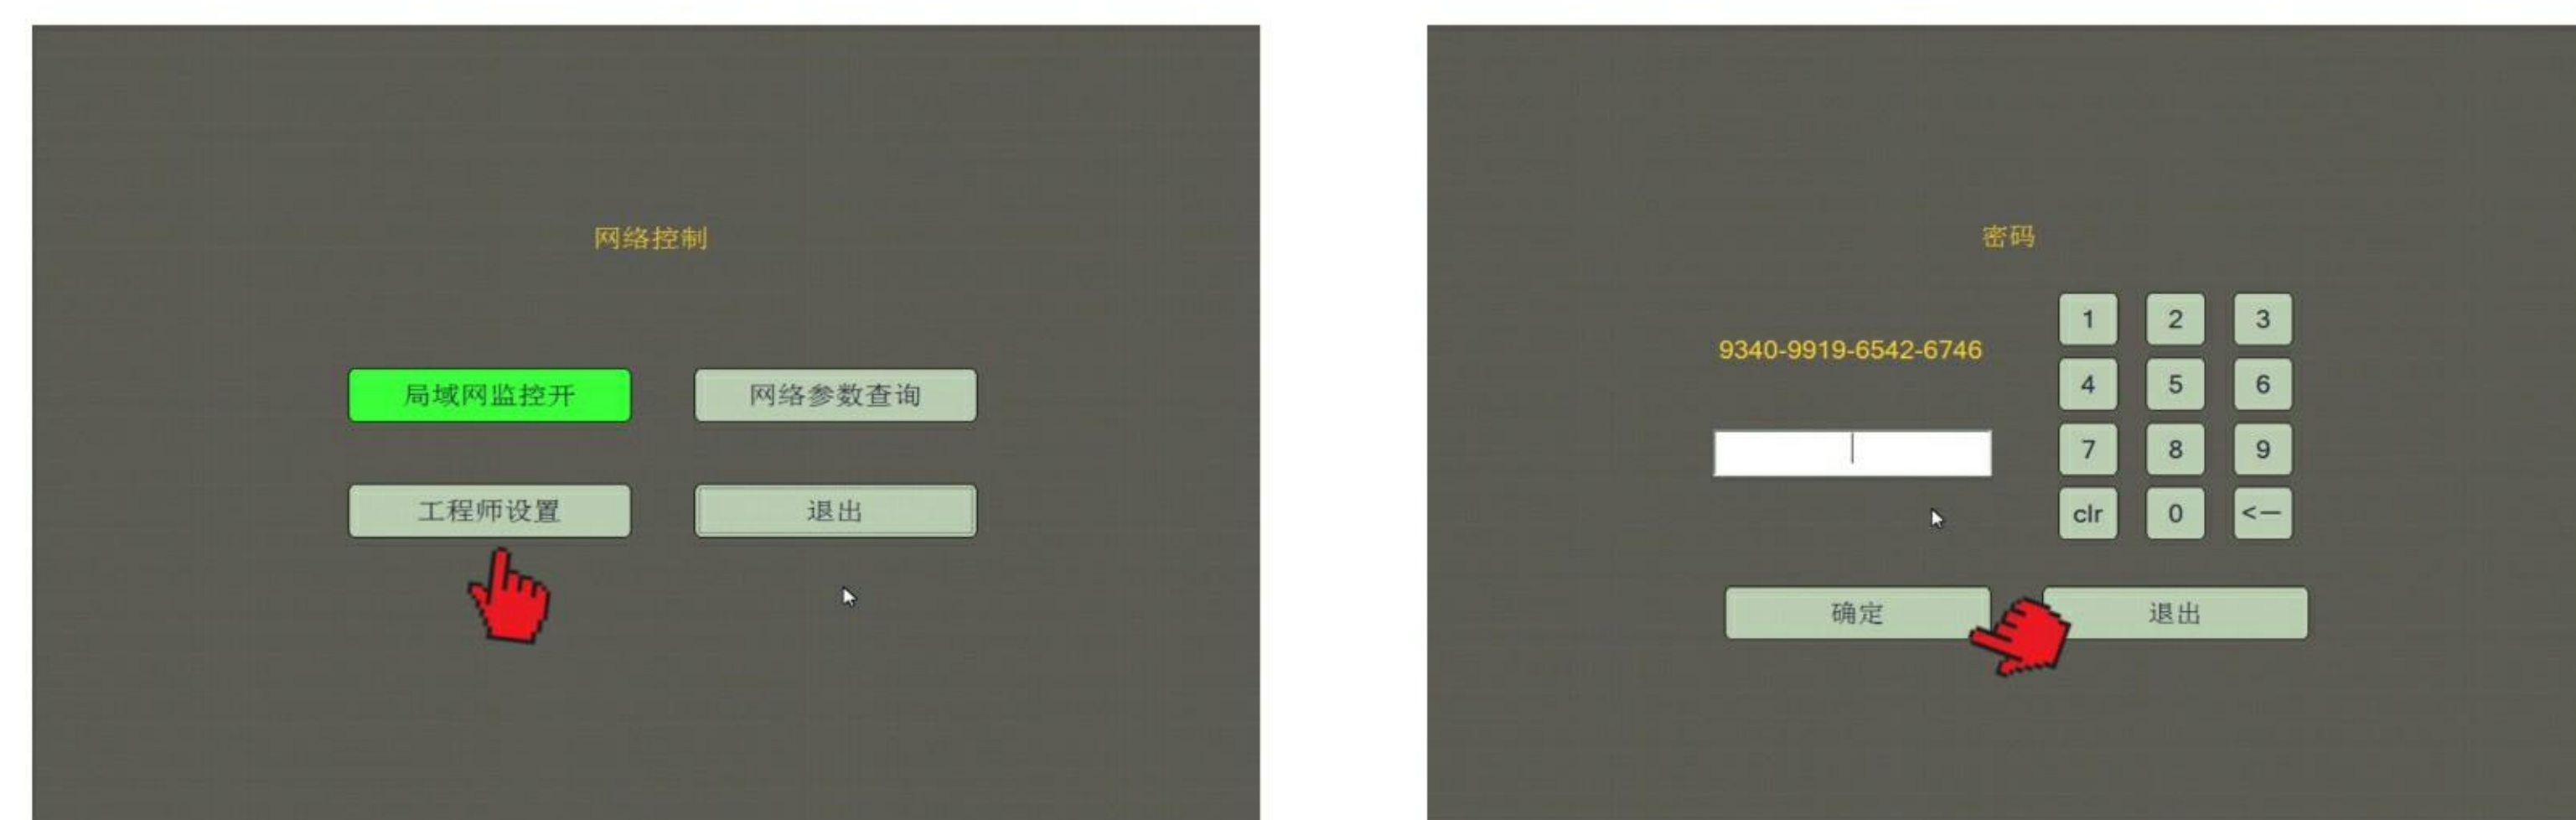 网络控制
局域网监控开
网络参数查询
工程师设置
退出
密码
9340-9919-6542-6746
1 2 3
4 5 6
7 8 9
clr 0 <—
确定
退出